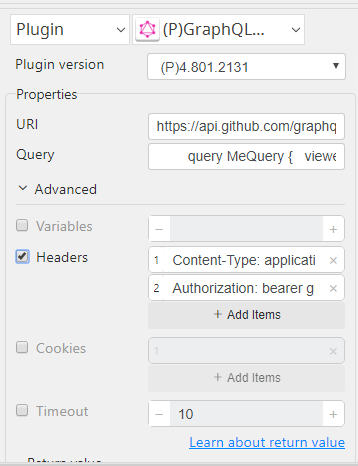 Plugin (P)GraphQL...
Plugin version (P)4.801.2131
Properties
URI https://api.github.com/graphq
Query query MeQuery { viewe
Advanced
Variables
Headers 1 Content-Type: applicati
2 Authorization: bearer g
+ Add Items
Cookies 1
+ Add Items
Timeout 10
Learn about return value
Return value